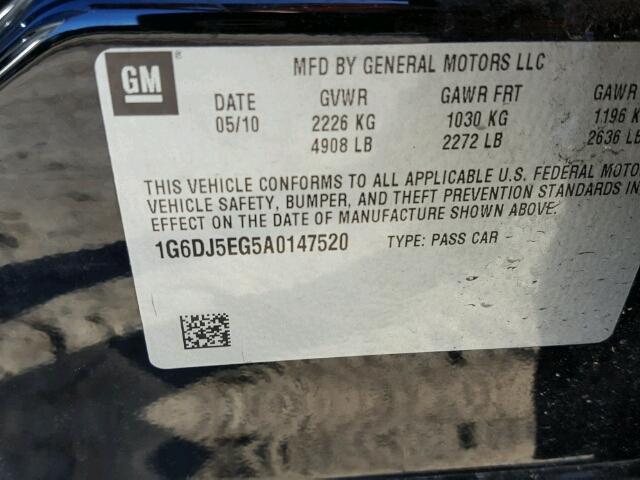 GM
MFD BY GENERAL MOTORS LLC
DATE GVWR GAWR FRT GAWR
05/10 2226 KG 1030 KG 1196 KG
4908 LB 2272 LB 2636 LB
THIS VEHICLE CONFORMS TO ALL APPLICABLE U.S. FEDERAL MOTO
VEHICLE SAFETY, BUMPER, AND THEFT PREVENTION STANDARDS IN
EFFECT ON THE DATE OF MANUFACTURE SHOWN ABOVE.
1G6DJ5EG5A0147520 TYPE: PASS CAR